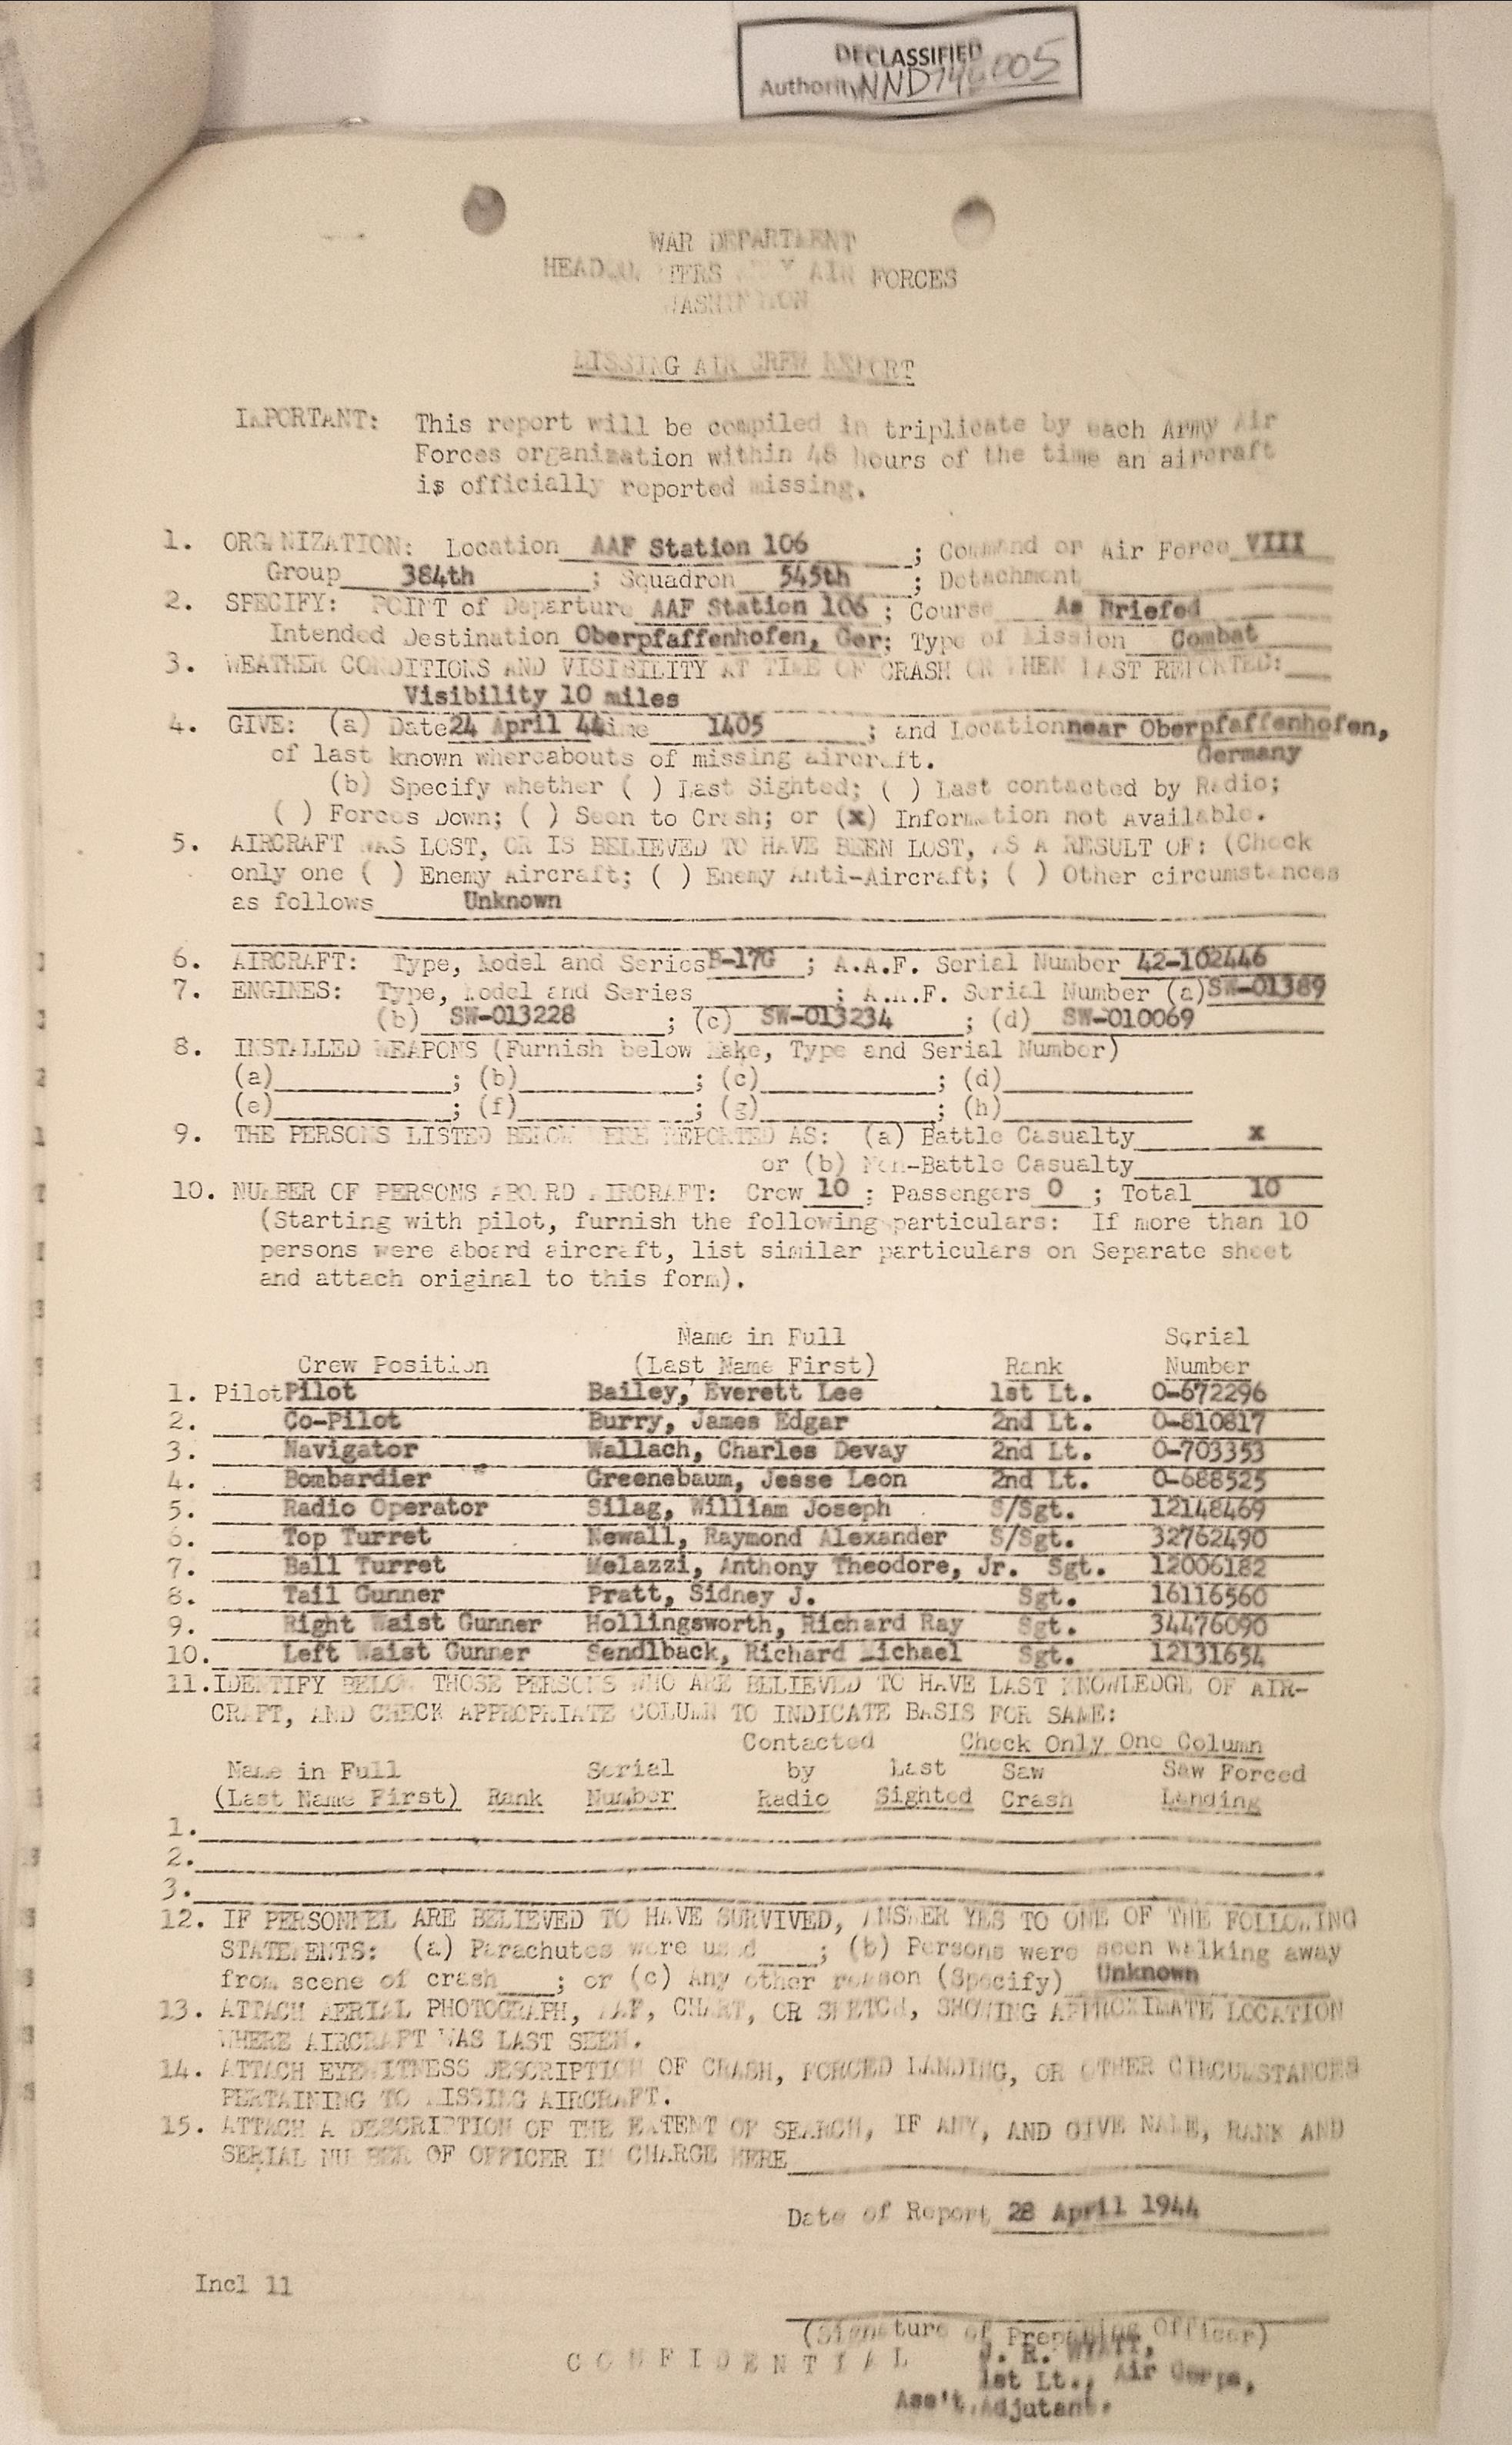 DECLASSIFIED
Authority NND745005
WAR DEPARTMENT
HEADQUARTERS ARMY AIR FORCES
WASHINGTON
MISSING AIR CREW REPORT
IMPORTANT: This report will be compiled in triplicate by each Army Air
Forces organization within 48 hours of the time an aircraft
is officially reported missing.
1. ORGANIZATION: Location AAF Station 106 ; Command or Air Force VIII
Group 384th ; Squadron 545th ; Detachment
2. SPECIFY: POINT of Departure AAF Station 106 ; Course As Briefed
Intended Destination Oberpfaffenhofen, Ger; Type of Mission Combat
3. WEATHER CONDITIONS AND VISIBILITY AT TIME OF CRASH OR WHEN LAST REPORTED:
Visibility 10 miles
4. GIVE: (a) Date 24 April 44 Time 1405 ; and Location near Oberpfaffenhofen,
of last known whereabouts of missing aircraft. Germany
(b) Specify whether ( ) Last Sighted; ( ) Last contacted by Radio;
( ) Forces Down; ( ) Seen to Crash; or (x) Information not Available.
5. AIRCRAFT WAS LOST, OR IS BELIEVED TO HAVE BEEN LOST, AS A RESULT OF: (Check
only one ( ) Enemy Aircraft; ( ) Enemy Anti-Aircraft; ( ) Other circumstances
as follows Unknown
6. AIRCRAFT: Type, Model and Series B-17G ; A.A.F. Serial Number 42-102446
7. ENGINES: Type, Model and Series ; A.A.F. Serial Number (a) SW-01389
(b) SW-013228 ; (c) SW-013234 ; (d) SW-010069
8. INSTALLED WEAPONS (Furnish below Make, Type and Serial Number)
(a) ; (b) ; (c) ; (d)
(e) ; (f) ; (g) ; (h)
9. THE PERSONS LISTED BELOW WERE REPORTED AS: (a) Battle Casualty x
or (b) Non-Battle Casualty
10. NUMBER OF PERSONS ABOARD AIRCRAFT: Crew 10 ; Passengers 0 ; Total 10
(Starting with pilot, furnish the following particulars: If more than 10
persons were aboard aircraft, list similar particulars on Separate sheet
and attach original to this form).
Name in Full Serial
Crew Position (Last Name First) Rank Number
1. Pilot Pilot Bailey, Everett Lee 1st Lt. O-672296
2. Co-Pilot Burry, James Edgar 2nd Lt. O-810817
3. Navigator Wallach, Charles Devay 2nd Lt. O-703353
4. Bombardier Greenebaum, Jesse Leon 2nd Lt. O-688525
5. Radio Operator Silag, William Joseph S/Sgt. 12148469
6. Top Turret Newall, Raymond Alexander S/Sgt. 32762490
7. Ball Turret Melazzi, Anthony Theodore, Jr. Sgt. 12006182
8. Tail Gunner Pratt, Sidney J. Sgt. 16116560
9. Right Waist Gunner Hollingsworth, Richard Ray Sgt. 34476090
10. Left Waist Gunner Sendlback, Richard Michael Sgt. 12131654
11. IDENTIFY BELOW THOSE PERSONS WHO ARE BELIEVED TO HAVE LAST KNOWLEDGE OF AIR-
CRAFT, AND CHECK APPROPRIATE COLUMN TO INDICATE BASIS FOR SAME:
Contacted Check Only One Column
Name in Full Serial by Last Saw Saw Forced
(Last Name First) Rank Number Radio Sighted Crash Landing
1.
2.
3.
12. IF PERSONNEL ARE BELIEVED TO HAVE SURVIVED, ANSWER YES TO ONE OF THE FOLLOWING
STATEMENTS: (a) Parachutes were used ; (b) Persons were seen walking away
from scene of crash ; or (c) Any other reason (Specify) Unknown
13. ATTACH AERIAL PHOTOGRAPH, MAP, CHART, OR SKETCH, SHOWING APPROXIMATE LOCATION
WHERE AIRCRAFT WAS LAST SEEN.
14. ATTACH EYEWITNESS DESCRIPTION OF CRASH, FORCED LANDING, OR OTHER CIRCUMSTANCES
PERTAINING TO MISSING AIRCRAFT.
15. ATTACH A DESCRIPTION OF THE EXTENT OF SEARCH, IF ANY, AND GIVE NAME, RANK AND
SERIAL NUMBER OF OFFICER IN CHARGE HERE
Date of Report 28 April 1944
Incl 11
(Signature of Preparing Officer)
J. R. WYATT,
CONFIDENTIAL
1st Lt., Air Corps,
Ass't. Adjutant.